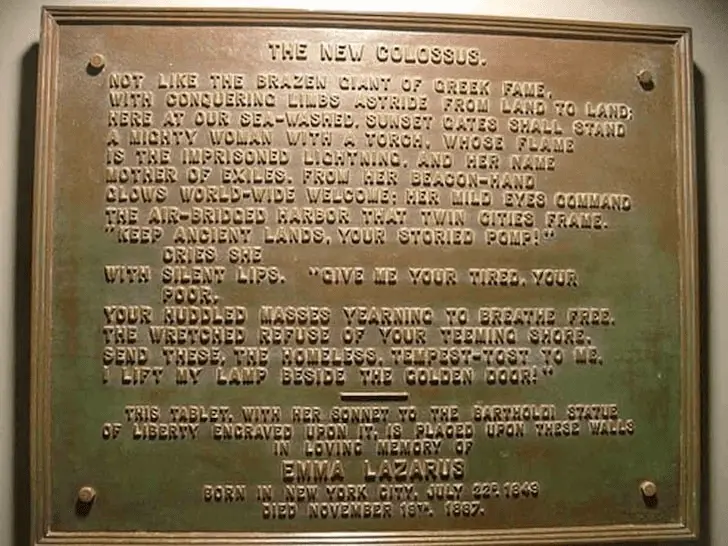 THE NEW COLOSSUS.
NOT LIKE THE BRAZEN GIANT OF GREEK FAME,
WITH CONQUERING LIMBS ASTRIDE FROM LAND TO LAND;
HERE AT OUR SEA-WASHED, SUNSET GATES SHALL STAND
A MIGHTY WOMAN WITH A TORCH, WHOSE FLAME
IS THE IMPRISONED LIGHTNING, AND HER NAME
MOTHER OF EXILES. FROM HER BEACON-HAND
GLOWS WORLD-WIDE WELCOME; HER MILD EYES COMMAND
THE AIR-BRIDGED HARBOR THAT TWIN CITIES FRAME.
"KEEP ANCIENT LANDS, YOUR STORIED POMP!"
CRIES SHE
WITH SILENT LIPS. "GIVE ME YOUR TIRED, YOUR
POOR,
YOUR HUDDLED MASSES YEARNING TO BREATHE FREE,
THE WRETCHED REFUSE OF YOUR TEEMING SHORE.
SEND THESE, THE HOMELESS, TEMPEST-TOST TO ME,
I LIFT MY LAMP BESIDE THE GOLDEN DOOR!"
THIS TABLET, WITH HER SONNET TO THE BARTHOLDI STATUE
OF LIBERTY ENGRAVED UPON IT, IS PLACED UPON THESE WALLS
IN LOVING MEMORY OF
EMMA LAZARUS
BORN IN NEW YORK CITY, JULY 22D, 1849
DIED NOVEMBER 19TH, 1887.